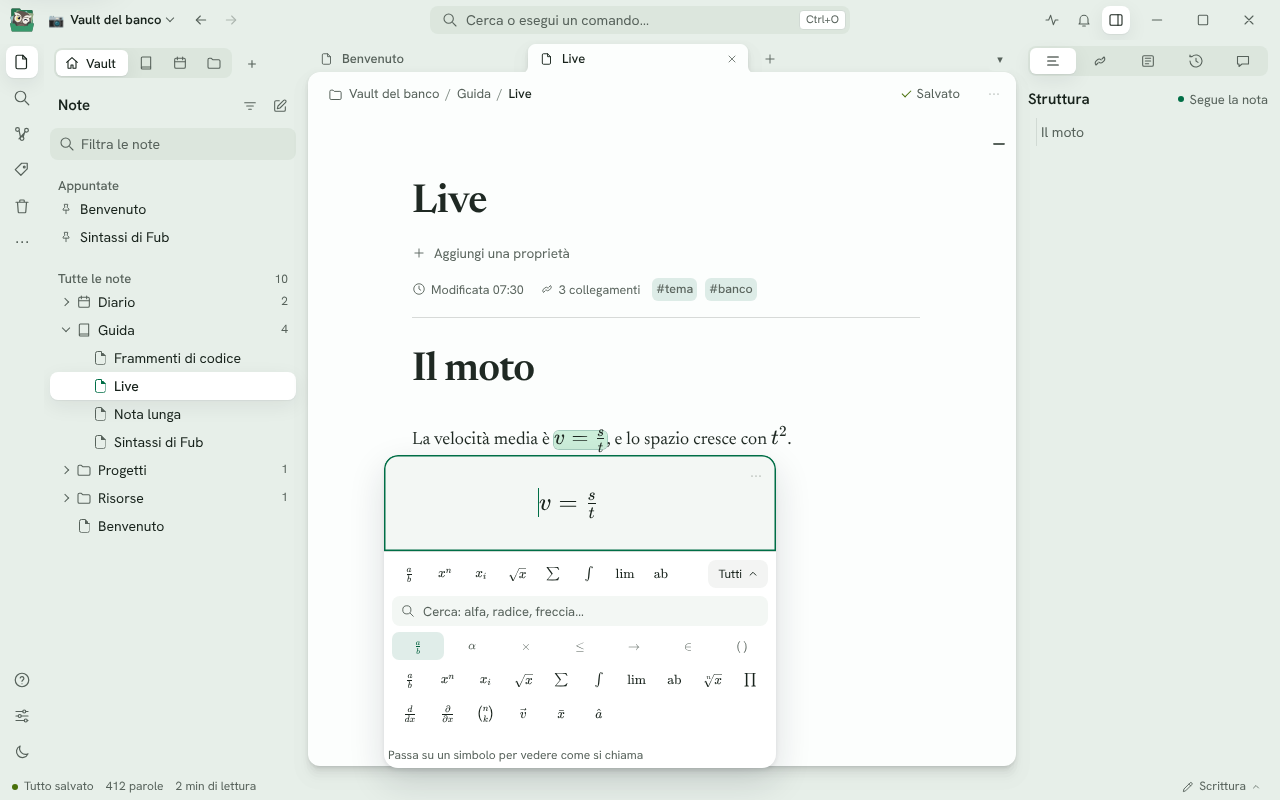 Vault del banco
Cerca o esegui un comando...
Ctrl+O
Vault
Benvenuto
Live
Note
Filtra le note
Appuntate
Benvenuto
Sintassi di Fub
Tutte le note 10
Diario 2
Guida 4
Frammenti di codice
Live
Nota lunga
Sintassi di Fub
Progetti 1
Risorse 1
Benvenuto
Vault del banco / Guida / Live
Salvato
Live
Aggiungi una proprietà
Modificata 07:30 3 collegamenti #tema #banco
Il moto
La velocità media è v = s/t, e lo spazio cresce con t².
v = s/t
a/b xⁿ xᵢ √x ∑ ∫ lim ab Tutti
Cerca: alfa, radice, freccia...
a/b α × ≤ → ∈ ( )
a/b xⁿ xᵢ √x ∑ ∫ lim ab ⁿ√x ∏
d/dx ∂/∂x (n k) v⃗ x̄ â
Passa su un simbolo per vedere come si chiama
Struttura
Segue la nota
Il moto
Tutto salvato 412 parole 2 min di lettura
Scrittura